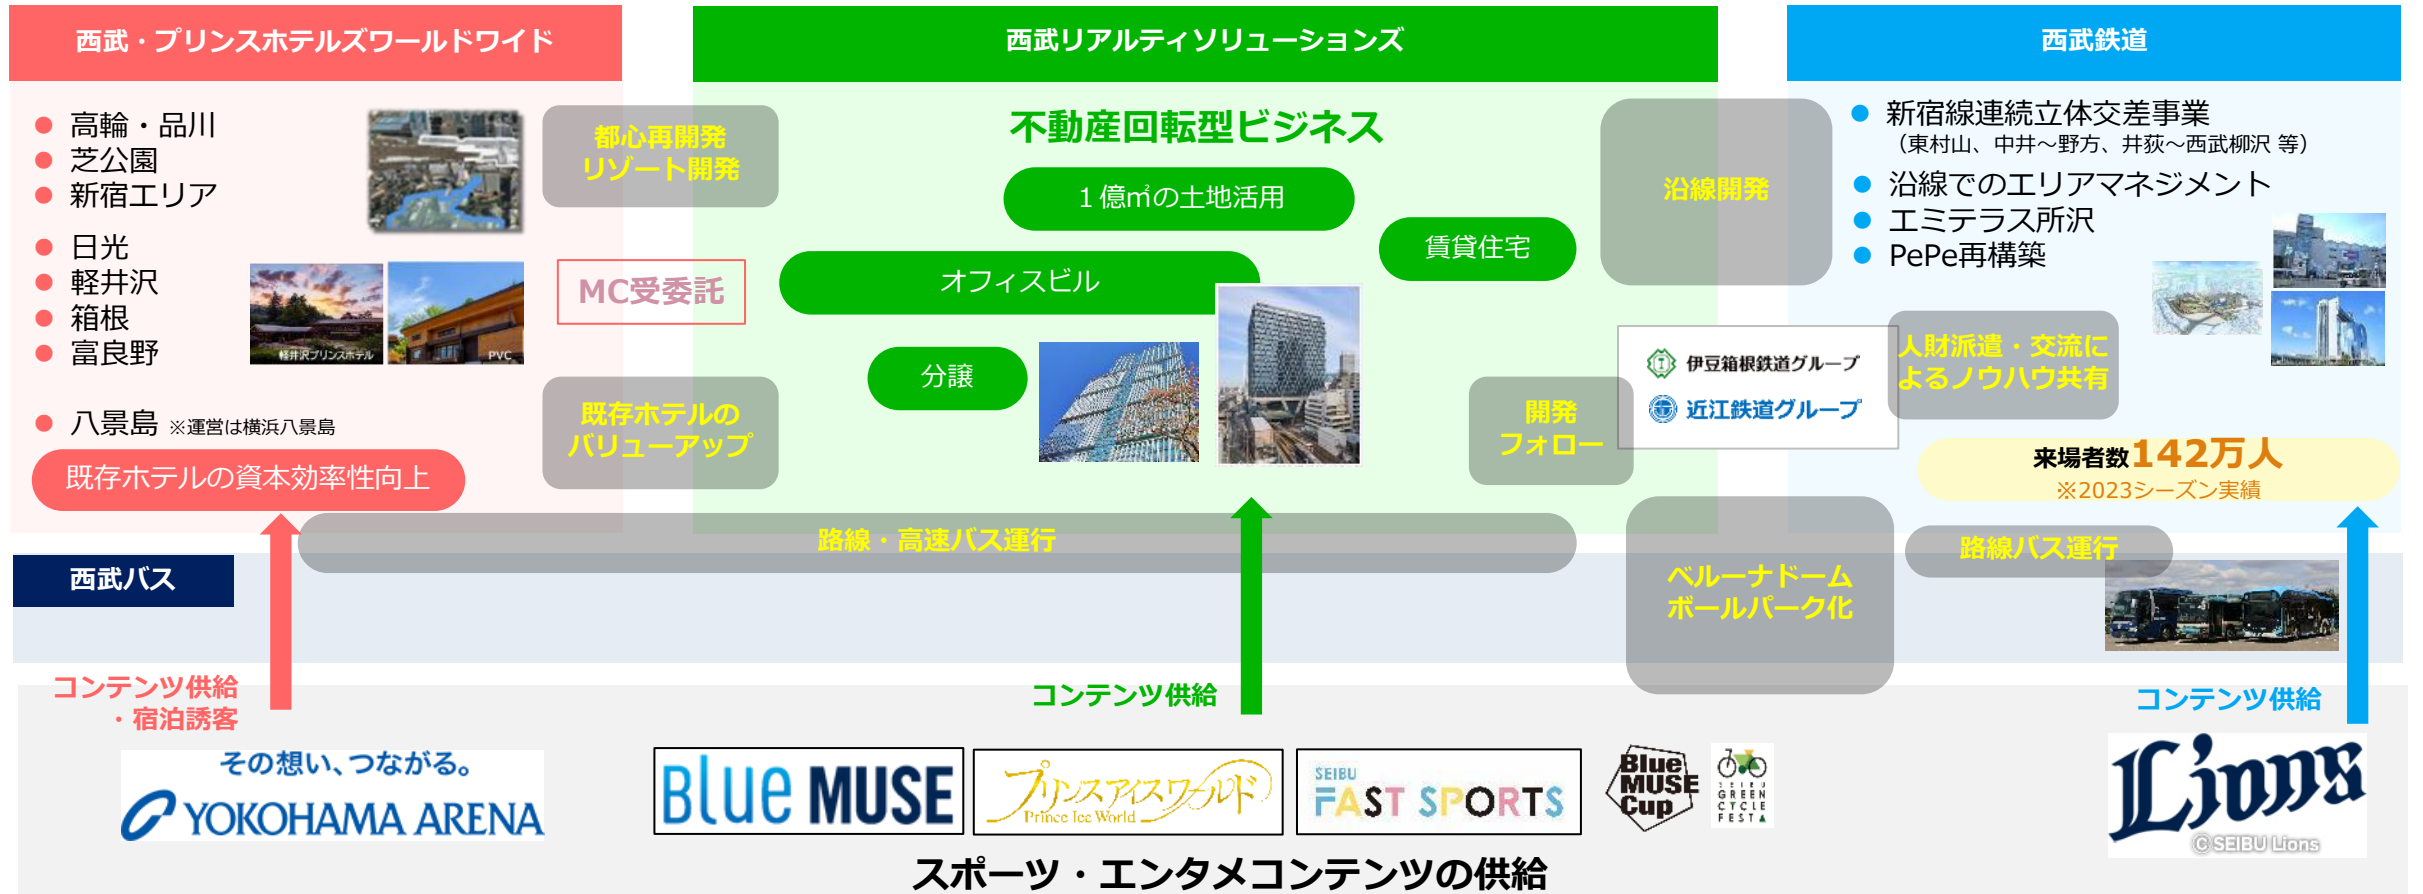 西武・プリンスホテルズワールドワイド
高輪・品川
芝公園
新宿エリア
日光
軽井沢
箱根
富良野
軽井沢プリンスホテル
PVC
八景島 ※運営は横浜八景島
既存ホテルの資本効率性向上
都心再開発
リゾート開発
MC受委託
既存ホテルの
バリューアップ
西武リアルティソリューションズ
不動産回転型ビジネス
１億㎡の土地活用
賃貸住宅
オフィスビル
分譲
沿線開発
開発
フォロー
伊豆箱根鉄道グループ
近江鉄道グループ
西武鉄道
新宿線連続立体交差事業
（東村山、中井～野方、井荻～西武柳沢 等）
沿線でのエリアマネジメント
エミテラス所沢
PePe再構築
人財派遣・交流に
よるノウハウ共有
来場者数142万人
※2023シーズン実績
路線・高速バス運行
西武バス
ベルーナドーム
ボールパーク化
路線バス運行
コンテンツ供給
・宿泊誘客
コンテンツ供給
コンテンツ供給
その想い、つながる。
YOKOHAMA ARENA
Blue MUSE
プリンスアイスワールド
Prince Ice World
SEIBU
FAST SPORTS
Blue
MUSE
Cup
SEIBU
GREEN
CYCLE
FESTA
Lions
© SEIBU Lions
スポーツ・エンタメコンテンツの供給